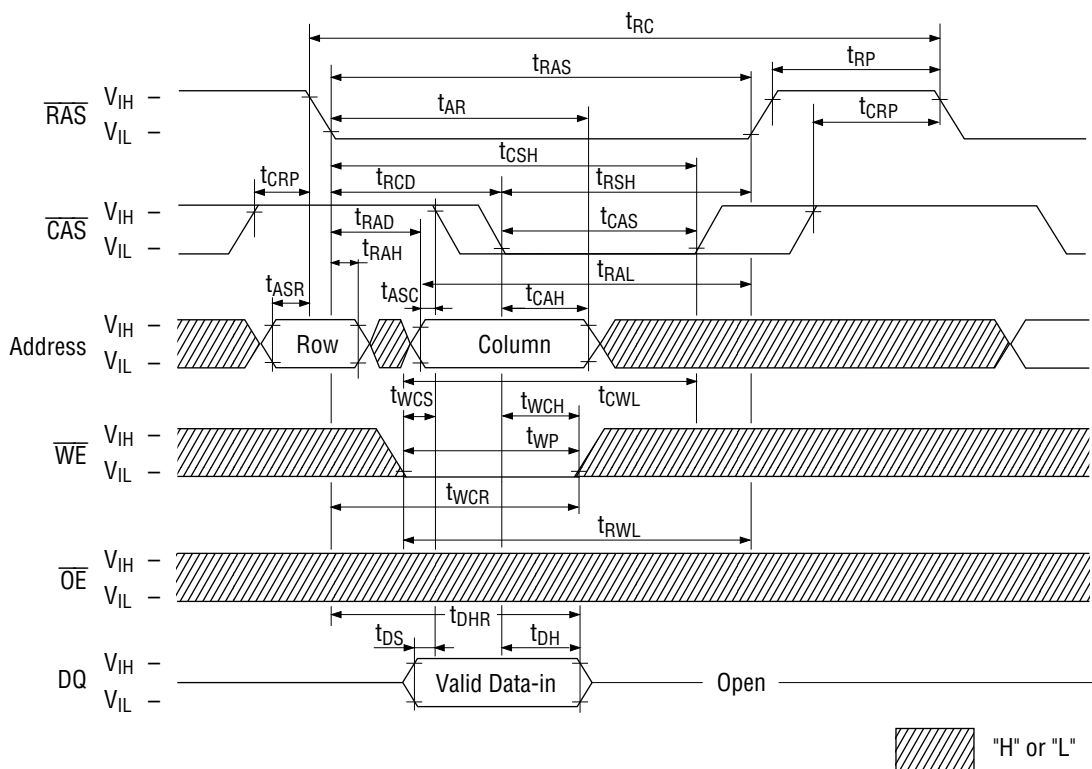 tRC
tRAS
tRP
RAS
VIH –
VIL –
tAR
tCRP
tCSH
tCRP
tRCD
tRSH
CAS
VIH –
VIL –
tRAD
tCAS
tRAH
tRAL
tASR
tASC
tCAH
Address
VIH –
VIL –
Row
Column
tWCS
tCWL
tWCH
WE
VIH –
VIL –
tWP
tWCR
tRWL
OE
VIH –
VIL –
tDHR
tDS
tDH
DQ
VIH –
VIL –
Valid Data-in
Open
"H" or "L"